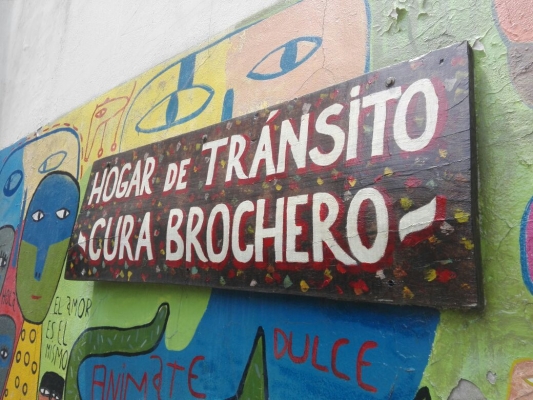 HOGAR DE TRÁNSITO
-CURA BROCHERO-
EL AMOR
ES EL
MISMO
ANIMATE
DULCE